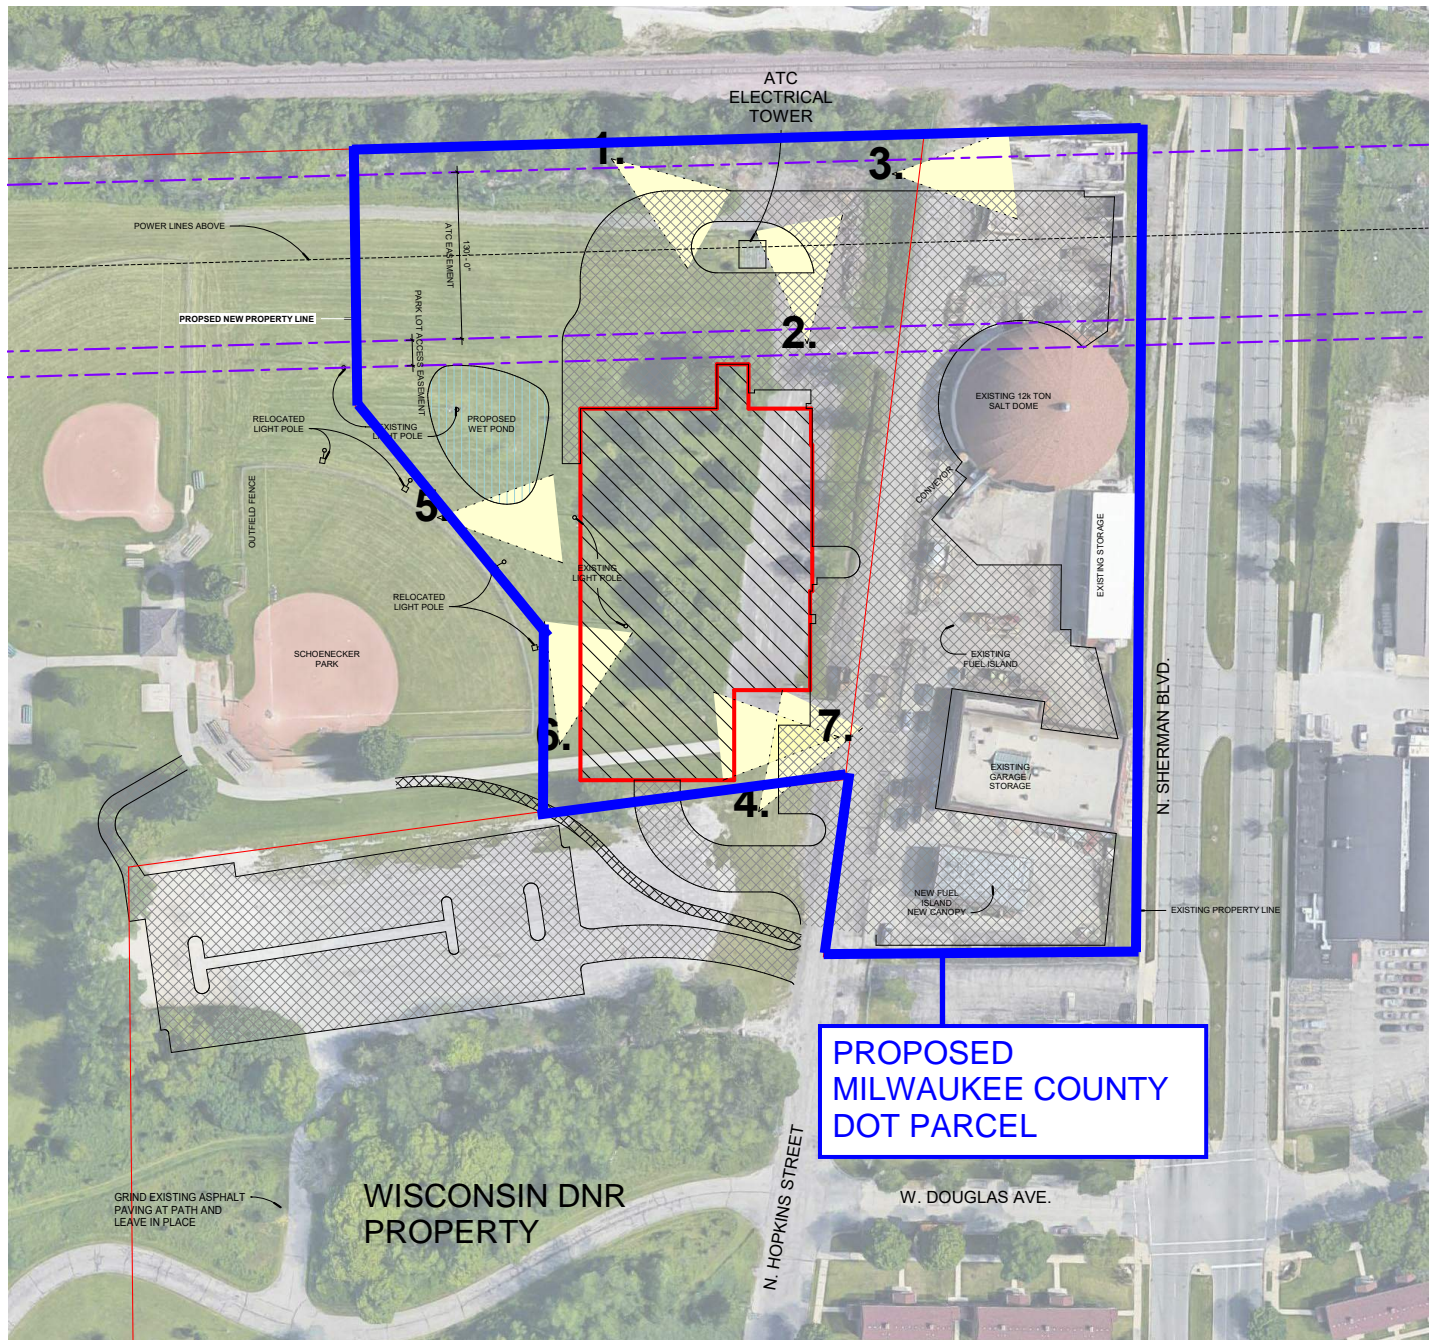 ATC
ELECTRICAL
TOWER
1.
3.
POWER LINES ABOVE
130' - 0"
ATC EASEMENT
PROPSED NEW PROPERTY LINE
2.
PARK LOT ACCESS EASEMENT
EXISTING 12k TON
SALT DOME
RELOCATED
LIGHT POLE
EXISTING
LIGHT POLE
PROPOSED
WET POND
CONVEYOR
OUTFIELD FENCE
5.
EXISTING STORAGE
EXISTING
LIGHT POLE
RELOCATED
LIGHT POLE
SCHOENECKER
PARK
EXISTING
FUEL ISLAND
N. SHERMAN BLVD.
6.
7.
EXISTING
GARAGE /
STORAGE
4.
NEW FUEL
ISLAND
NEW CANOPY
EXISTING PROPERTY LINE
PROPOSED
MILWAUKEE COUNTY
DOT PARCEL
GRIND EXISTING ASPHALT
PAVING AT PATH AND
LEAVE IN PLACE
WISCONSIN DNR
PROPERTY
N. HOPKINS STREET
W. DOUGLAS AVE.